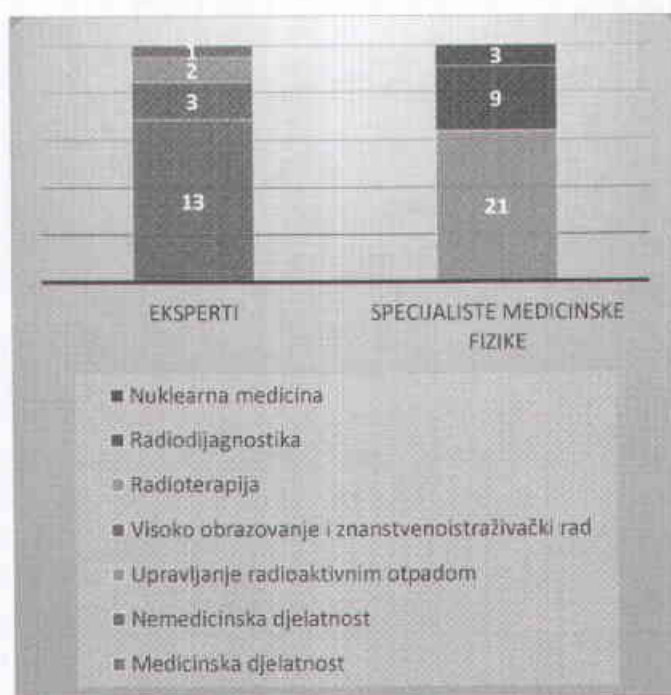 1
3
2
3
9
13
21
EKSPERTI
SPECIJALISTE MEDICINSKE
FIZIKE
Nuklearna medicina
Radiodijagnostika
Radioterapija
Visoko obrazovanje i znanstvenoistraživački rad
Upravljanje radioaktivnim otpadom
Nemedicinska djelatnost
Medicinska djelatnost